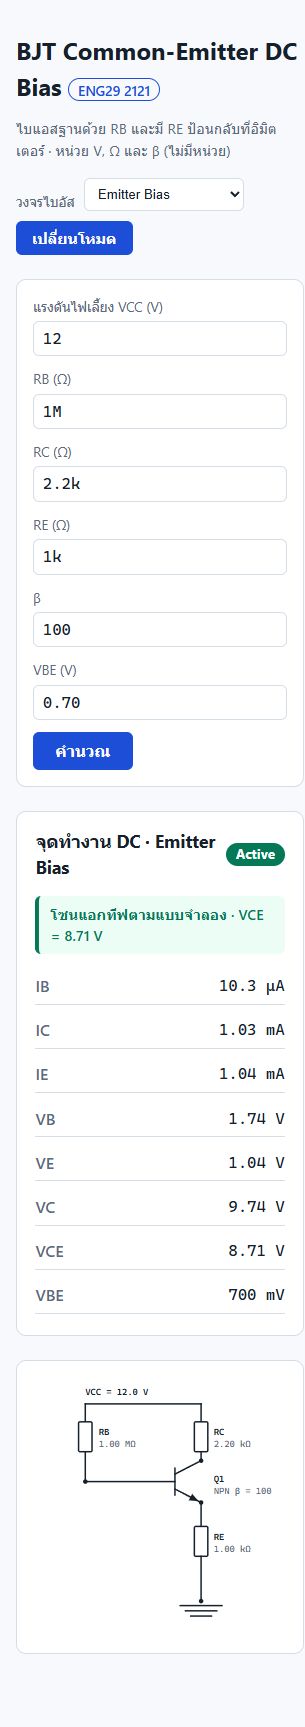 BJT Common-Emitter DC
Bias ENG29 2121
ไบแอสฐานด้วย RB และมี RE ป้อนกลับที่อิมิต
เตอร์ · หน่วย V, Ω และ β (ไม่มีหน่วย)
วงจรไบอัส Emitter Bias
เปลี่ยนโหมด
แรงดันไฟเลี้ยง VCC (V)
12
RB (Ω)
1M
RC (Ω)
2.2k
RE (Ω)
1k
β
100
VBE (V)
0.70
คำนวณ
จุดทำงาน DC · Emitter
Bias
Active
โซนแอกทีฟตามแบบจำลอง · VCE
= 8.71 V
IB 10.3 µA
IC 1.03 mA
IE 1.04 mA
VB 1.74 V
VE 1.04 V
VC 9.74 V
VCE 8.71 V
VBE 700 mV
VCC = 12.0 V
RB
1.00 MΩ
RC
2.20 kΩ
Q1
NPN β = 100
RE
1.00 kΩ